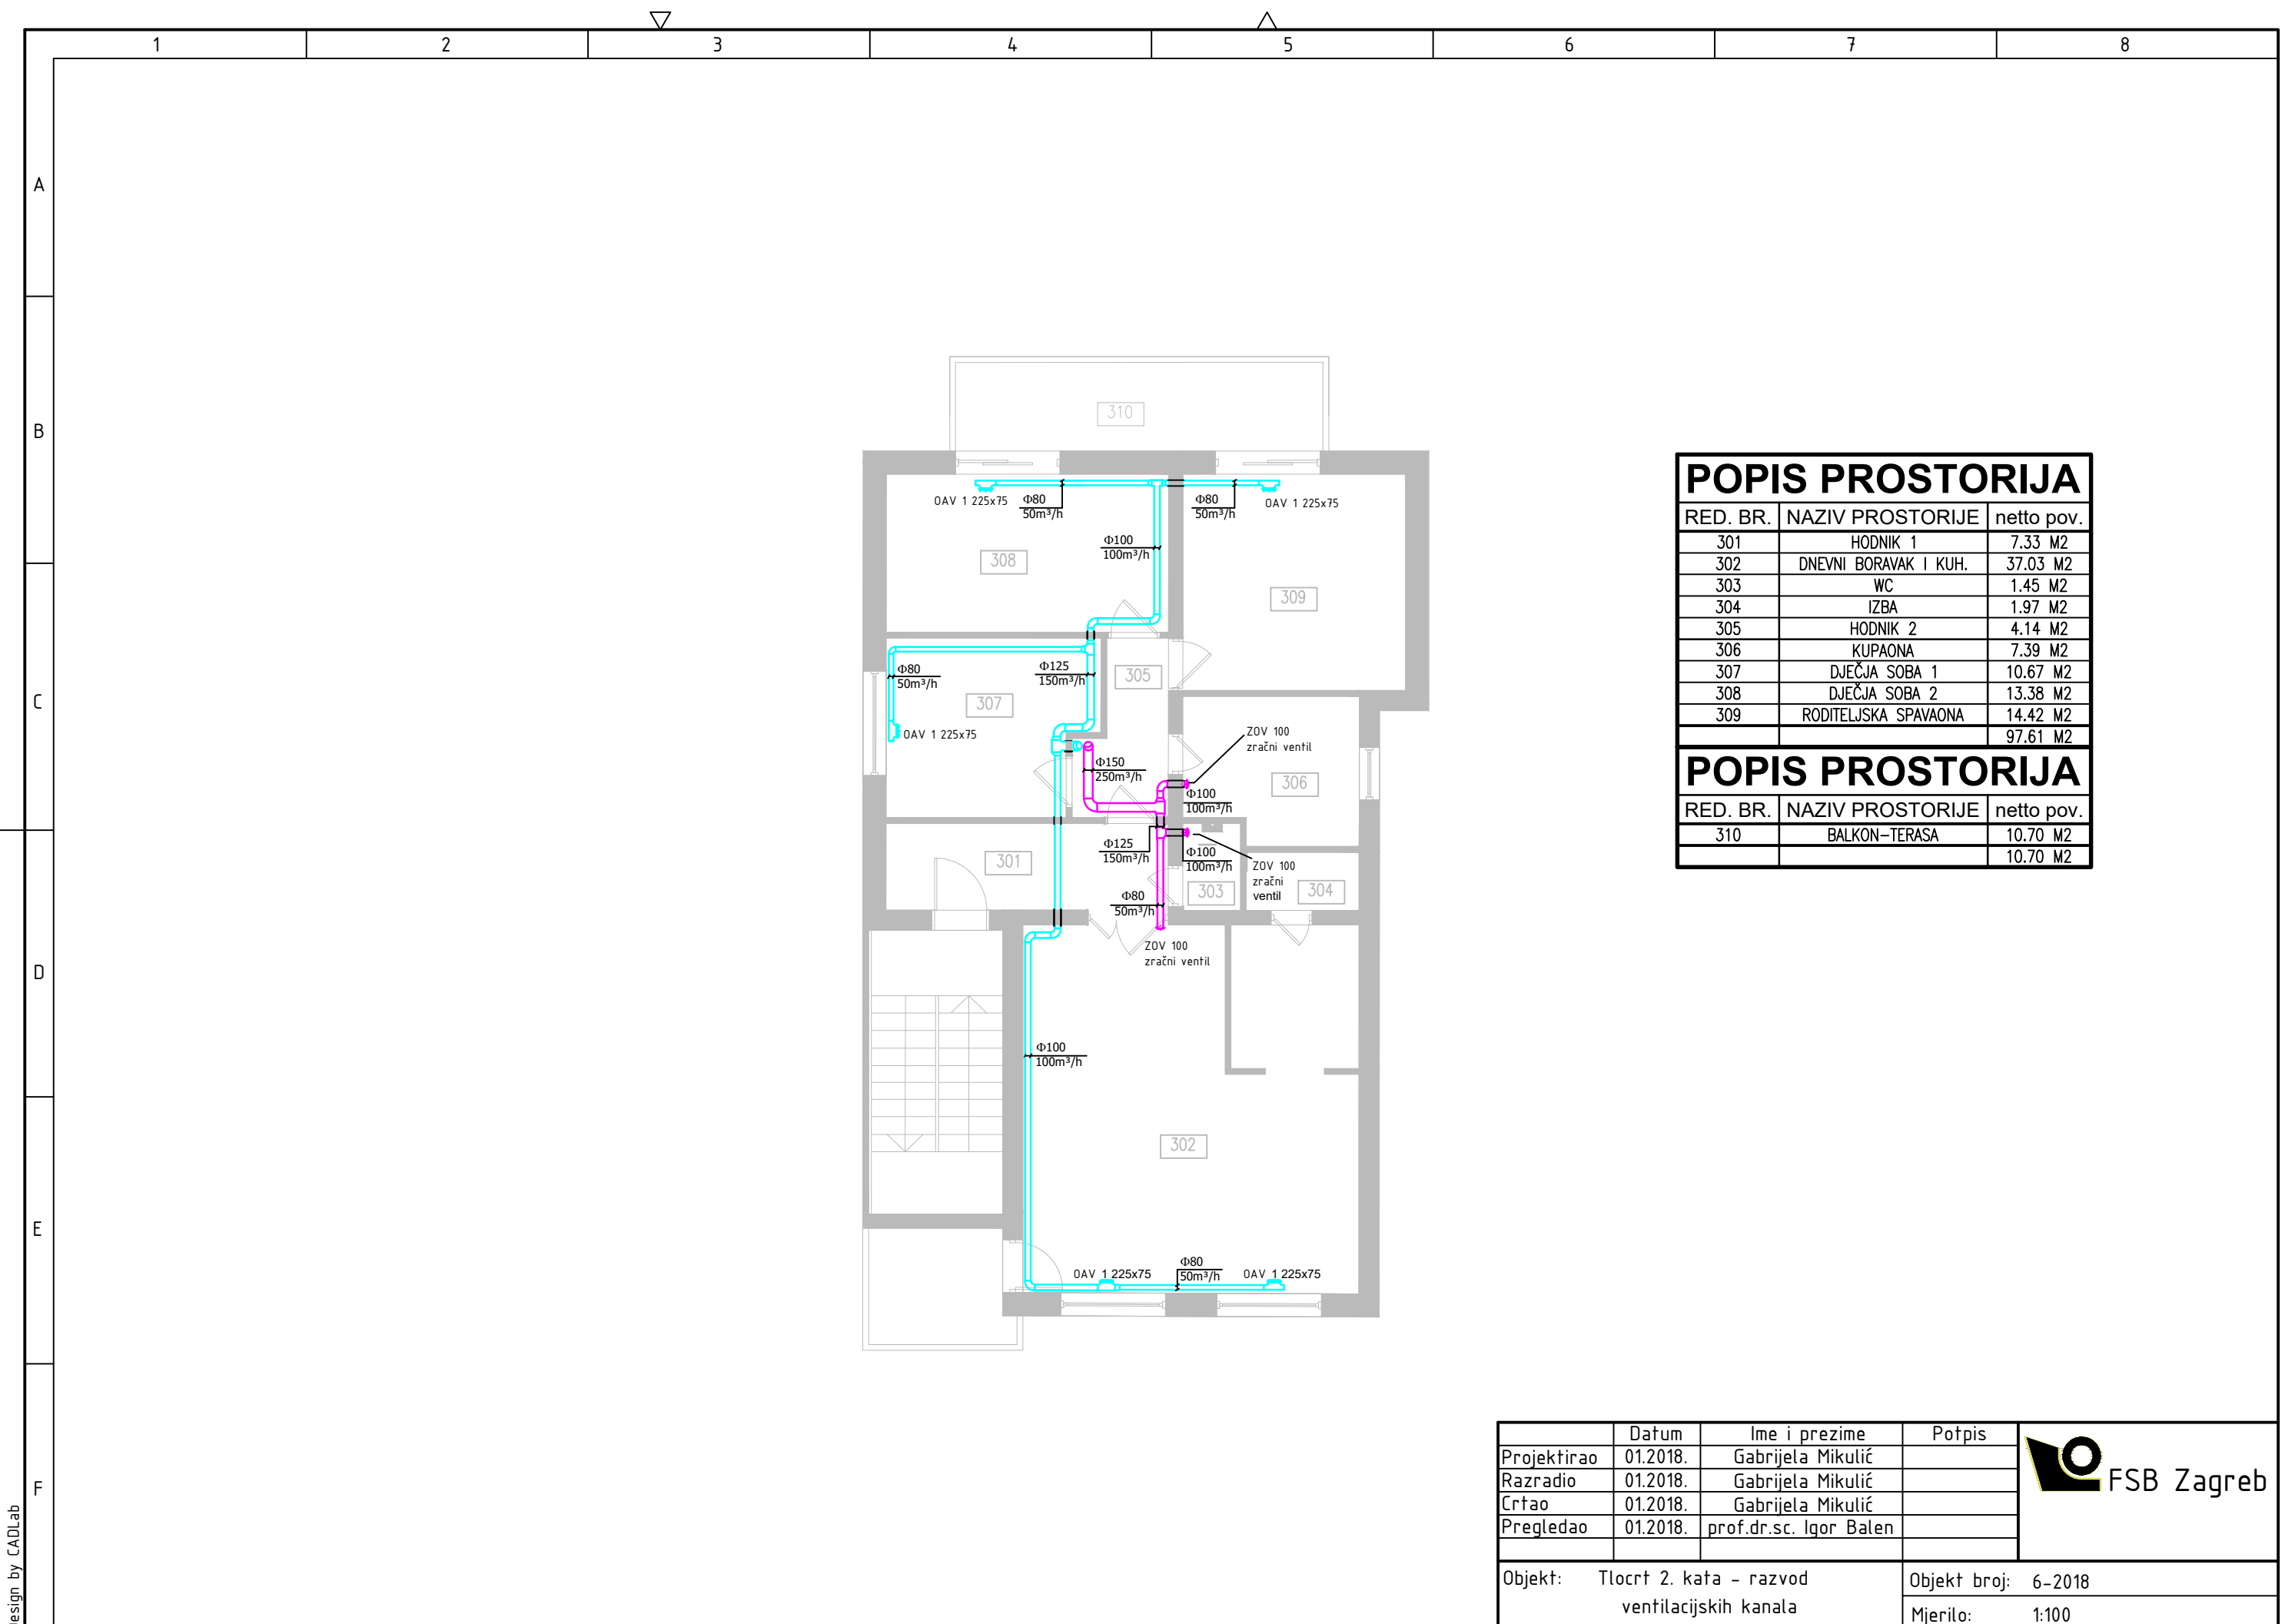 1 2 3 4 5 6 7 8
A
B
C
D
E
F
310
OAV 1 225x75
Φ80
50m³/h
Φ80
50m³/h
OAV 1 225x75
Φ100
100m³/h
308
309
Φ80
50m³/h
Φ125
150m³/h
305
307
OAV 1 225x75
ZOV 100
zračni ventil
Φ150
250m³/h
306
Φ100
100m³/h
Φ125
150m³/h
Φ100
100m³/h
301
ZOV 100
zračni
ventil
303
304
Φ80
50m³/h
ZOV 100
zračni ventil
Φ100
100m³/h
302
OAV 1 225x75
Φ80
50m³/h
OAV 1 225x75
POPIS PROSTORIJA
RED. BR. NAZIV PROSTORIJE netto pov.
301 HODNIK 1 7.33 M2
302 DNEVNI BORAVAK I KUH. 37.03 M2
303 WC 1.45 M2
304 IZBA 1.97 M2
305 HODNIK 2 4.14 M2
306 KUPAONA 7.39 M2
307 DJEČJA SOBA 1 10.67 M2
308 DJEČJA SOBA 2 13.38 M2
309 RODITELJSKA SPAVAONA 14.42 M2
97.61 M2
POPIS PROSTORIJA
RED. BR. NAZIV PROSTORIJE netto pov.
310 BALKON-TERASA 10.70 M2
10.70 M2
Datum Ime i prezime Potpis
Projektirao 01.2018. Gabrijela Mikulić
Razradio 01.2018. Gabrijela Mikulić
Crtao 01.2018. Gabrijela Mikulić
Pregledao 01.2018. prof.dr.sc. Igor Balen
FSB Zagreb
Objekt: Tlocrt 2. kata - razvod
ventilacijskih kanala
Objekt broj: 6-2018
Mjerilo: 1:100
by CADLab